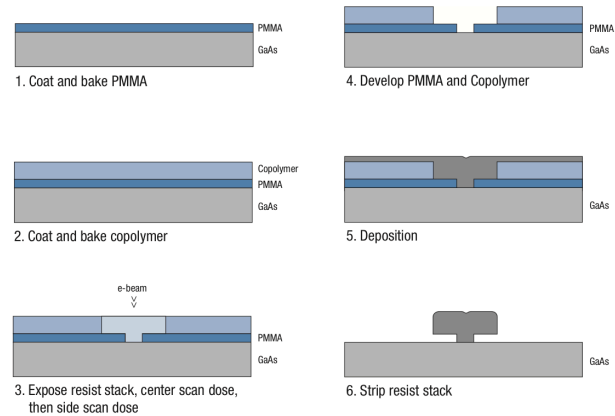 PMMA
GaAs
1. Coat and bake PMMA
Copolymer
PMMA
GaAs
2. Coat and bake copolymer
e-beam
PMMA
GaAs
3. Expose resist stack, center scan dose,
then side scan dose
PMMA
GaAs
4. Develop PMMA and Copolymer
GaAs
5. Deposition
GaAs
6. Strip resist stack